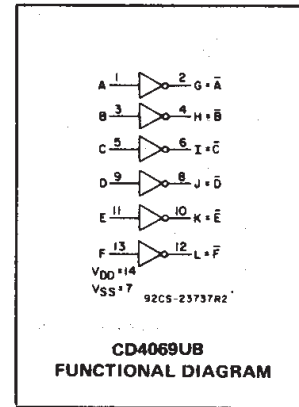 A 1 2 G = A̅
B 3 4 H = B̅
C 5 6 I = C̅
D 9 8 J = D̅
E 11 10 K = E̅
F 13 12 L = F̅
VDD = 14
VSS = 7
92CS-23737R2
CD4069UB
FUNCTIONAL DIAGRAM